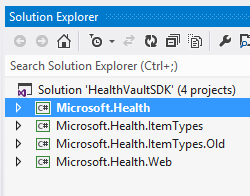 Solution Explorer
Search Solution Explorer (Ctrl+;)
Solution 'HealthVaultSDK' (4 projects)
C# Microsoft.Health
C# Microsoft.Health.ItemTypes
C# Microsoft.Health.ItemTypes.Old
C# Microsoft.Health.Web